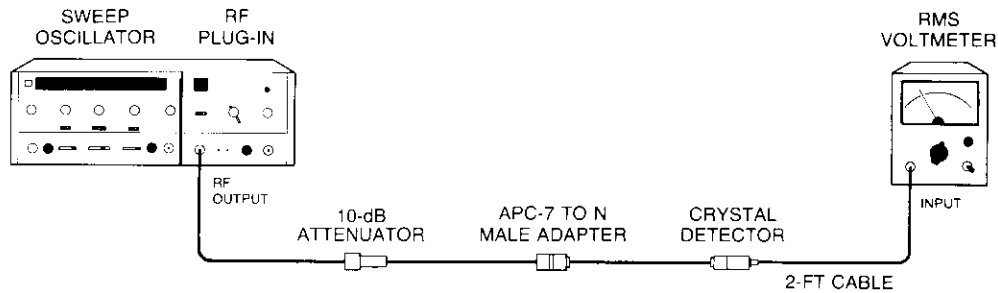 SWEEP
OSCILLATOR
RF
PLUG-IN
RMS
VOLTMETER
RF
OUTPUT
10-dB
ATTENUATOR
APC-7 TO N
MALE ADAPTER
CRYSTAL
DETECTOR
INPUT
2-FT CABLE